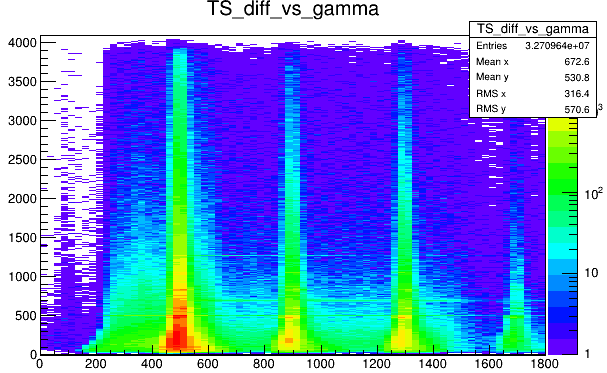 TS_diff_vs_gamma
TS_diff_vs_gamma
Entries 3.270964e+07
Mean x 672.6
Mean y 530.8
RMS x 316.4
RMS y 570.6
4000
3500
3000
2500
2000
1500
1000
500
0
0 200 400 600 800 1000 1200 1400 1600 1800
3
10²
10
1